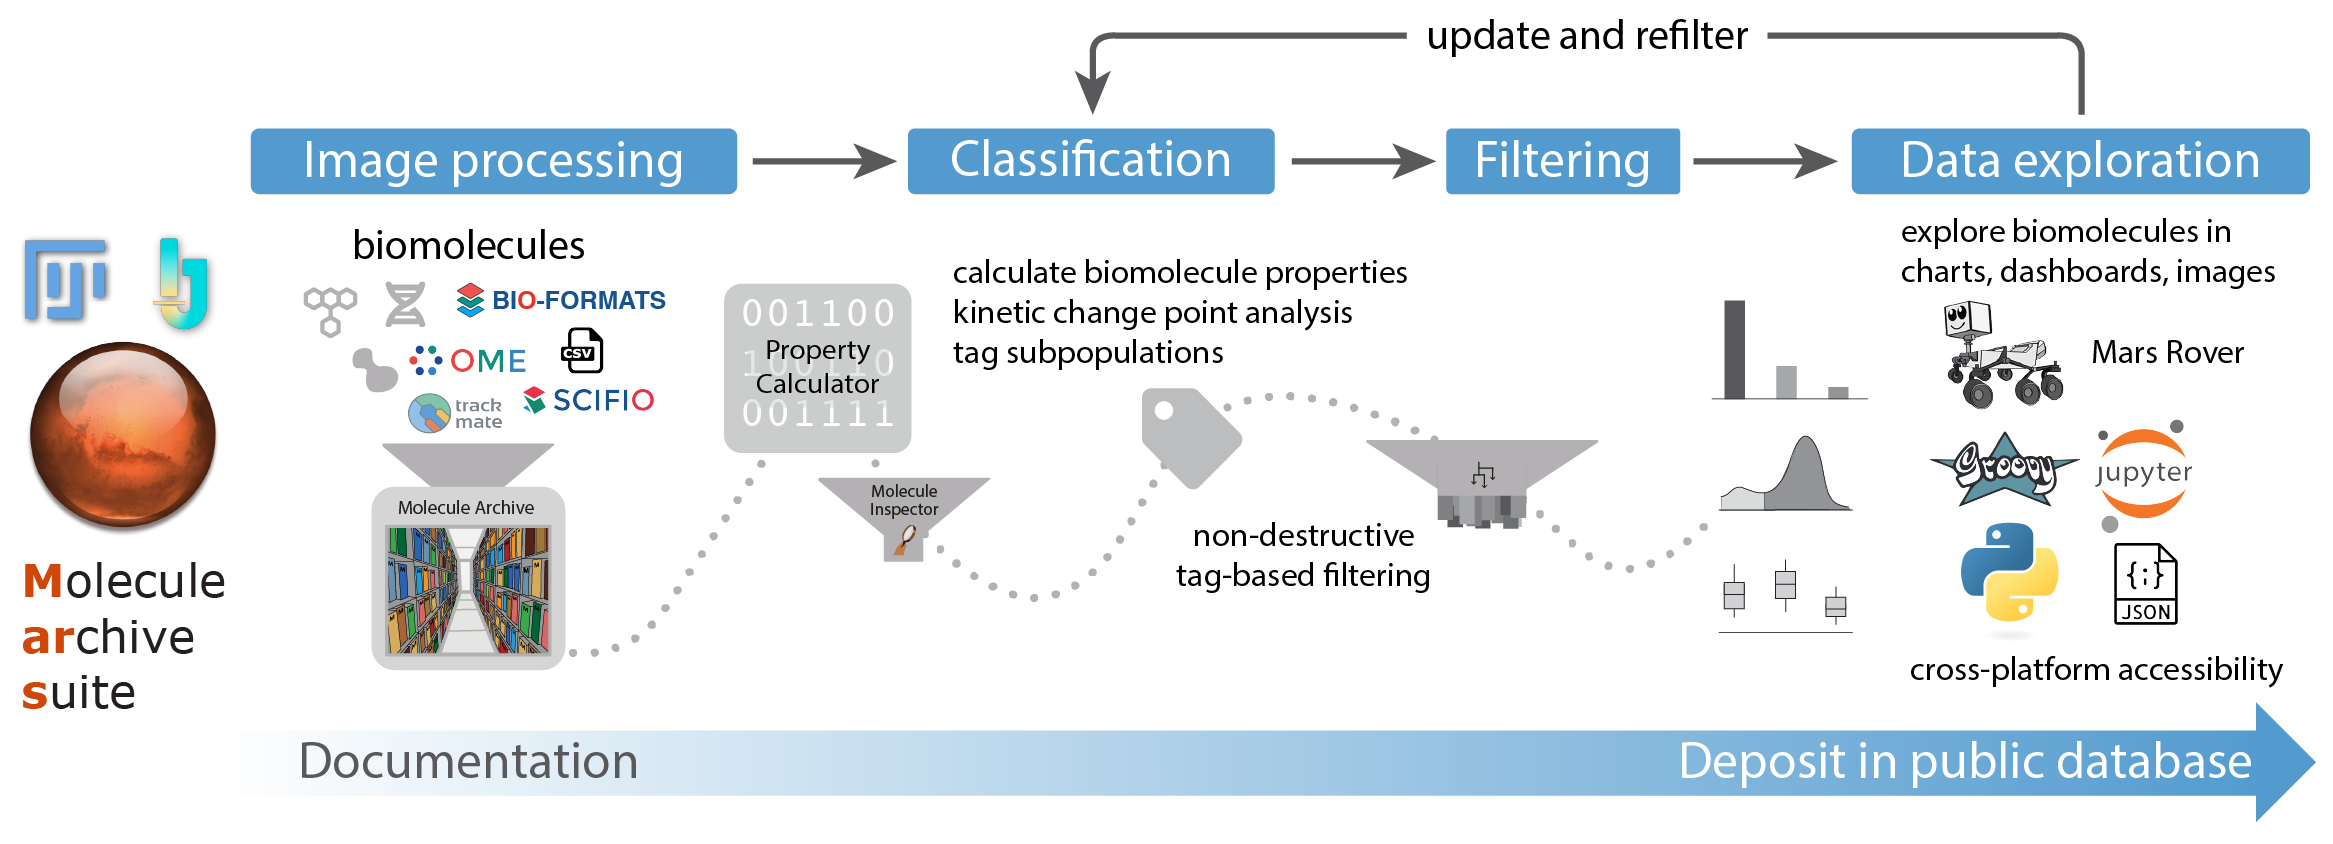 update and refilter
Image processing
Classification
Filtering
Data exploration
biomolecules
BIO-FORMATS
OME
CSV
track
mate
SCIFIO
Molecule Archive
001100
100110
001111
Property
Calculator
Molecule
Inspector
calculate biomolecule properties
kinetic change point analysis
tag subpopulations
non-destructive
tag-based filtering
explore biomolecules in
charts, dashboards, images
Mars Rover
Groovy
jupyter
{;}
JSON
cross-platform accessibility
Molecule
archive
suite
Documentation
Deposit in public database